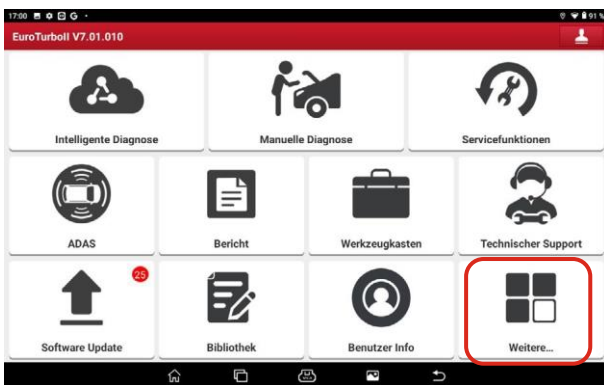 17:00 G · 91 %
EuroTurboII V7.01.010
Intelligente Diagnose
Manuelle Diagnose
Servicefunktionen
ADAS
Bericht
Werkzeugkasten
Technischer Support
25
Software Update
Bibliothek
Benutzer Info
Weitere...